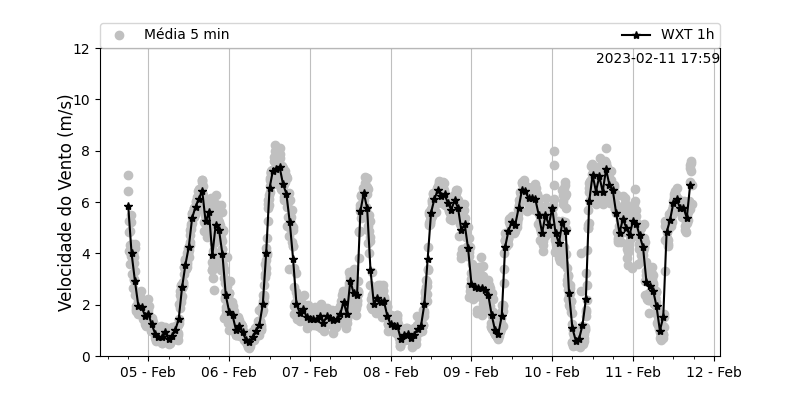 Média 5 min
WXT 1h
2023-02-11 17:59
Velocidade do Vento (m/s)
12
10
8
6
4
2
0
05 - Feb
06 - Feb
07 - Feb
08 - Feb
09 - Feb
10 - Feb
11 - Feb
12 - Feb